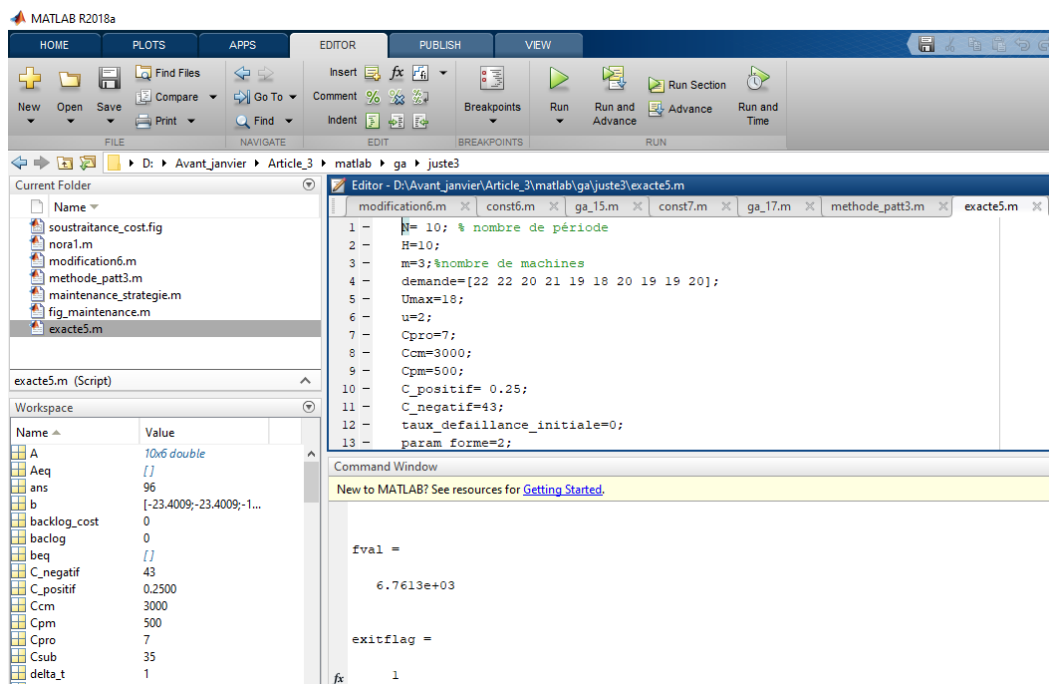 MATLAB R2018a
HOME PLOTS APPS EDITOR PUBLISH VIEW
New Open Save Find Files Compare Print
Go To Find
Insert fx
Comment
Indent
Breakpoints
Run Run and Advance Run Section Advance Run and Time
FILE NAVIGATE EDIT BREAKPOINTS RUN
D: Avant_janvier Article_3 matlab ga juste3
Current Folder
Name
soustraitance_cost.fig
nora1.m
modification6.m
methode_patt3.m
maintenance_strategie.m
fig_maintenance.m
exacte5.m
exacte5.m (Script)
Workspace
Name Value
A 10x6 double
Aeq []
ans 96
b [-23.4009;-23.4009;-1...
backlog_cost 0
baclog 0
beq []
C_negatif 43
C_positif 0.2500
Ccm 3000
Cpm 500
Cpro 7
Csub 35
delta_t 1
Editor - D:\Avant_janvier\Article_3\matlab\ga\juste3\exacte5.m
modification6.m const6.m ga_15.m const7.m ga_17.m methode_patt3.m exacte5.m
1 - N= 10; % nombre de période
2 - H=10;
3 - m=3;%nombre de machines
4 - demande=[22 22 20 21 19 18 20 19 19 20];
5 - Umax=18;
6 - u=2;
7 - Cpro=7;
8 - Ccm=3000;
9 - Cpm=500;
10 - C_positif= 0.25;
11 - C_negatif=43;
12 - taux_defaillance_initiale=0;
13 - param_forme=2;
Command Window
New to MATLAB? See resources for Getting Started.
fval =
6.7613e+03
exitflag =
1
fx